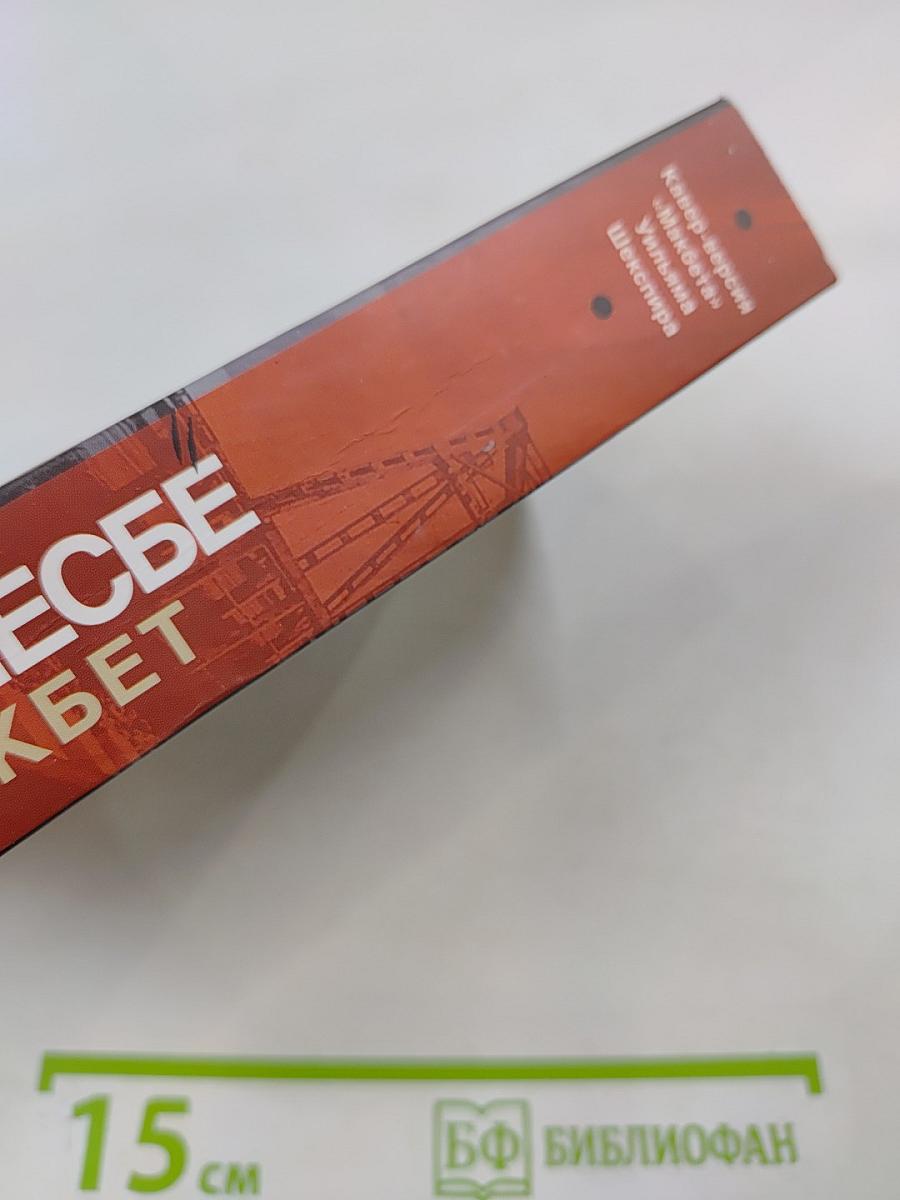 Кавер-версия
«Макбета»
Уильяма
Шекспира
ЕСБЕ
КБЕТ
15 см
БФ БИБЛИОФАН